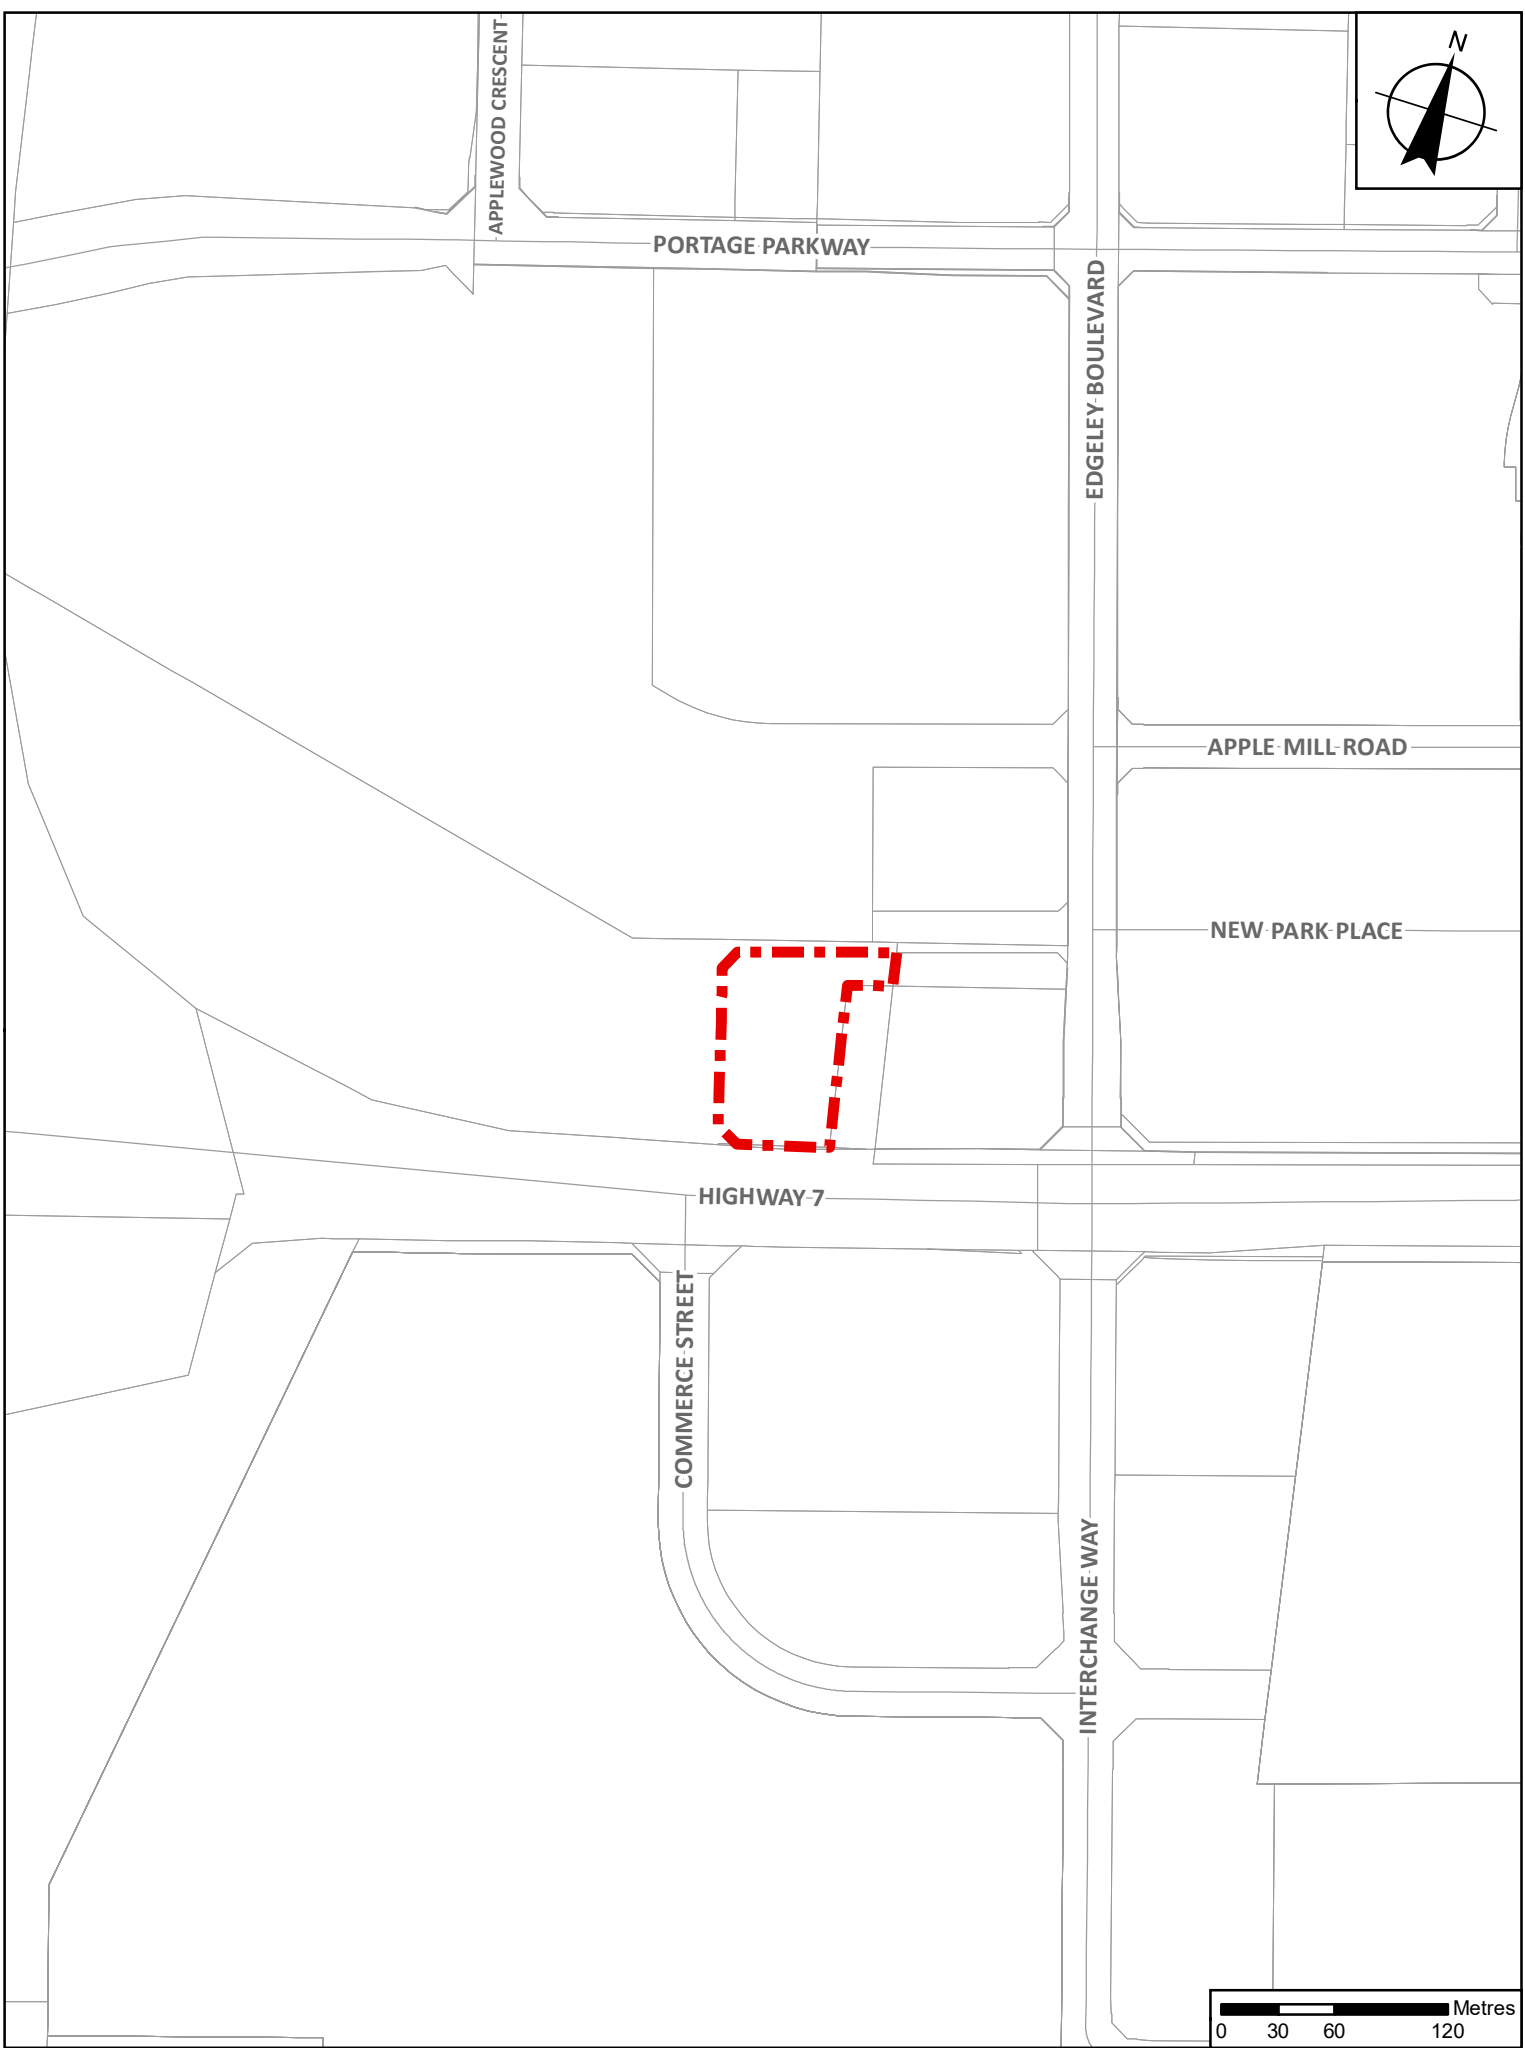 N
APPLEWOOD CRESCENT
PORTAGE PARKWAY
EDGELEY BOULEVARD
APPLE MILL ROAD
NEW PARK PLACE
HIGHWAY 7
COMMERCE STREET
INTERCHANGE WAY
Metres
0 30 60 120